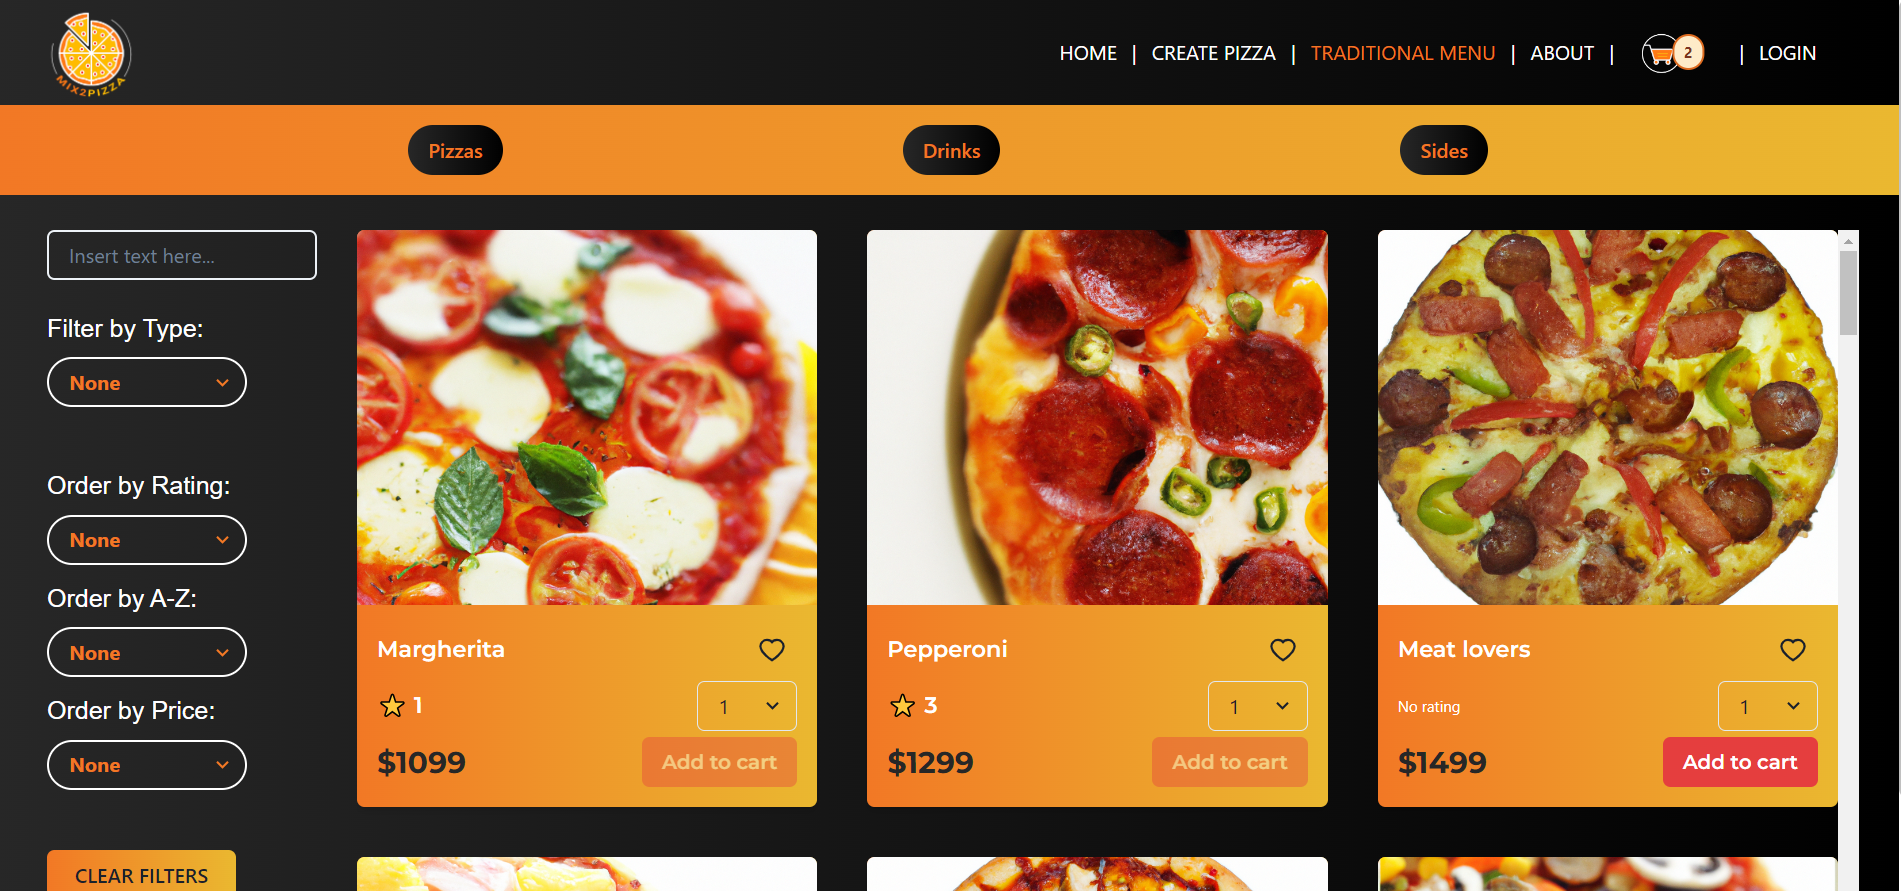 MIX2PIZZA
HOME | CREATE PIZZA | TRADITIONAL MENU | ABOUT | 2 | LOGIN
Pizzas
Drinks
Sides
Insert text here...
Filter by Type:
None
Order by Rating:
None
Order by A-Z:
None
Order by Price:
None
CLEAR FILTERS
Margherita
1
1
$1099
Add to cart
Pepperoni
3
1
$1299
Add to cart
Meat lovers
No rating
1
$1499
Add to cart